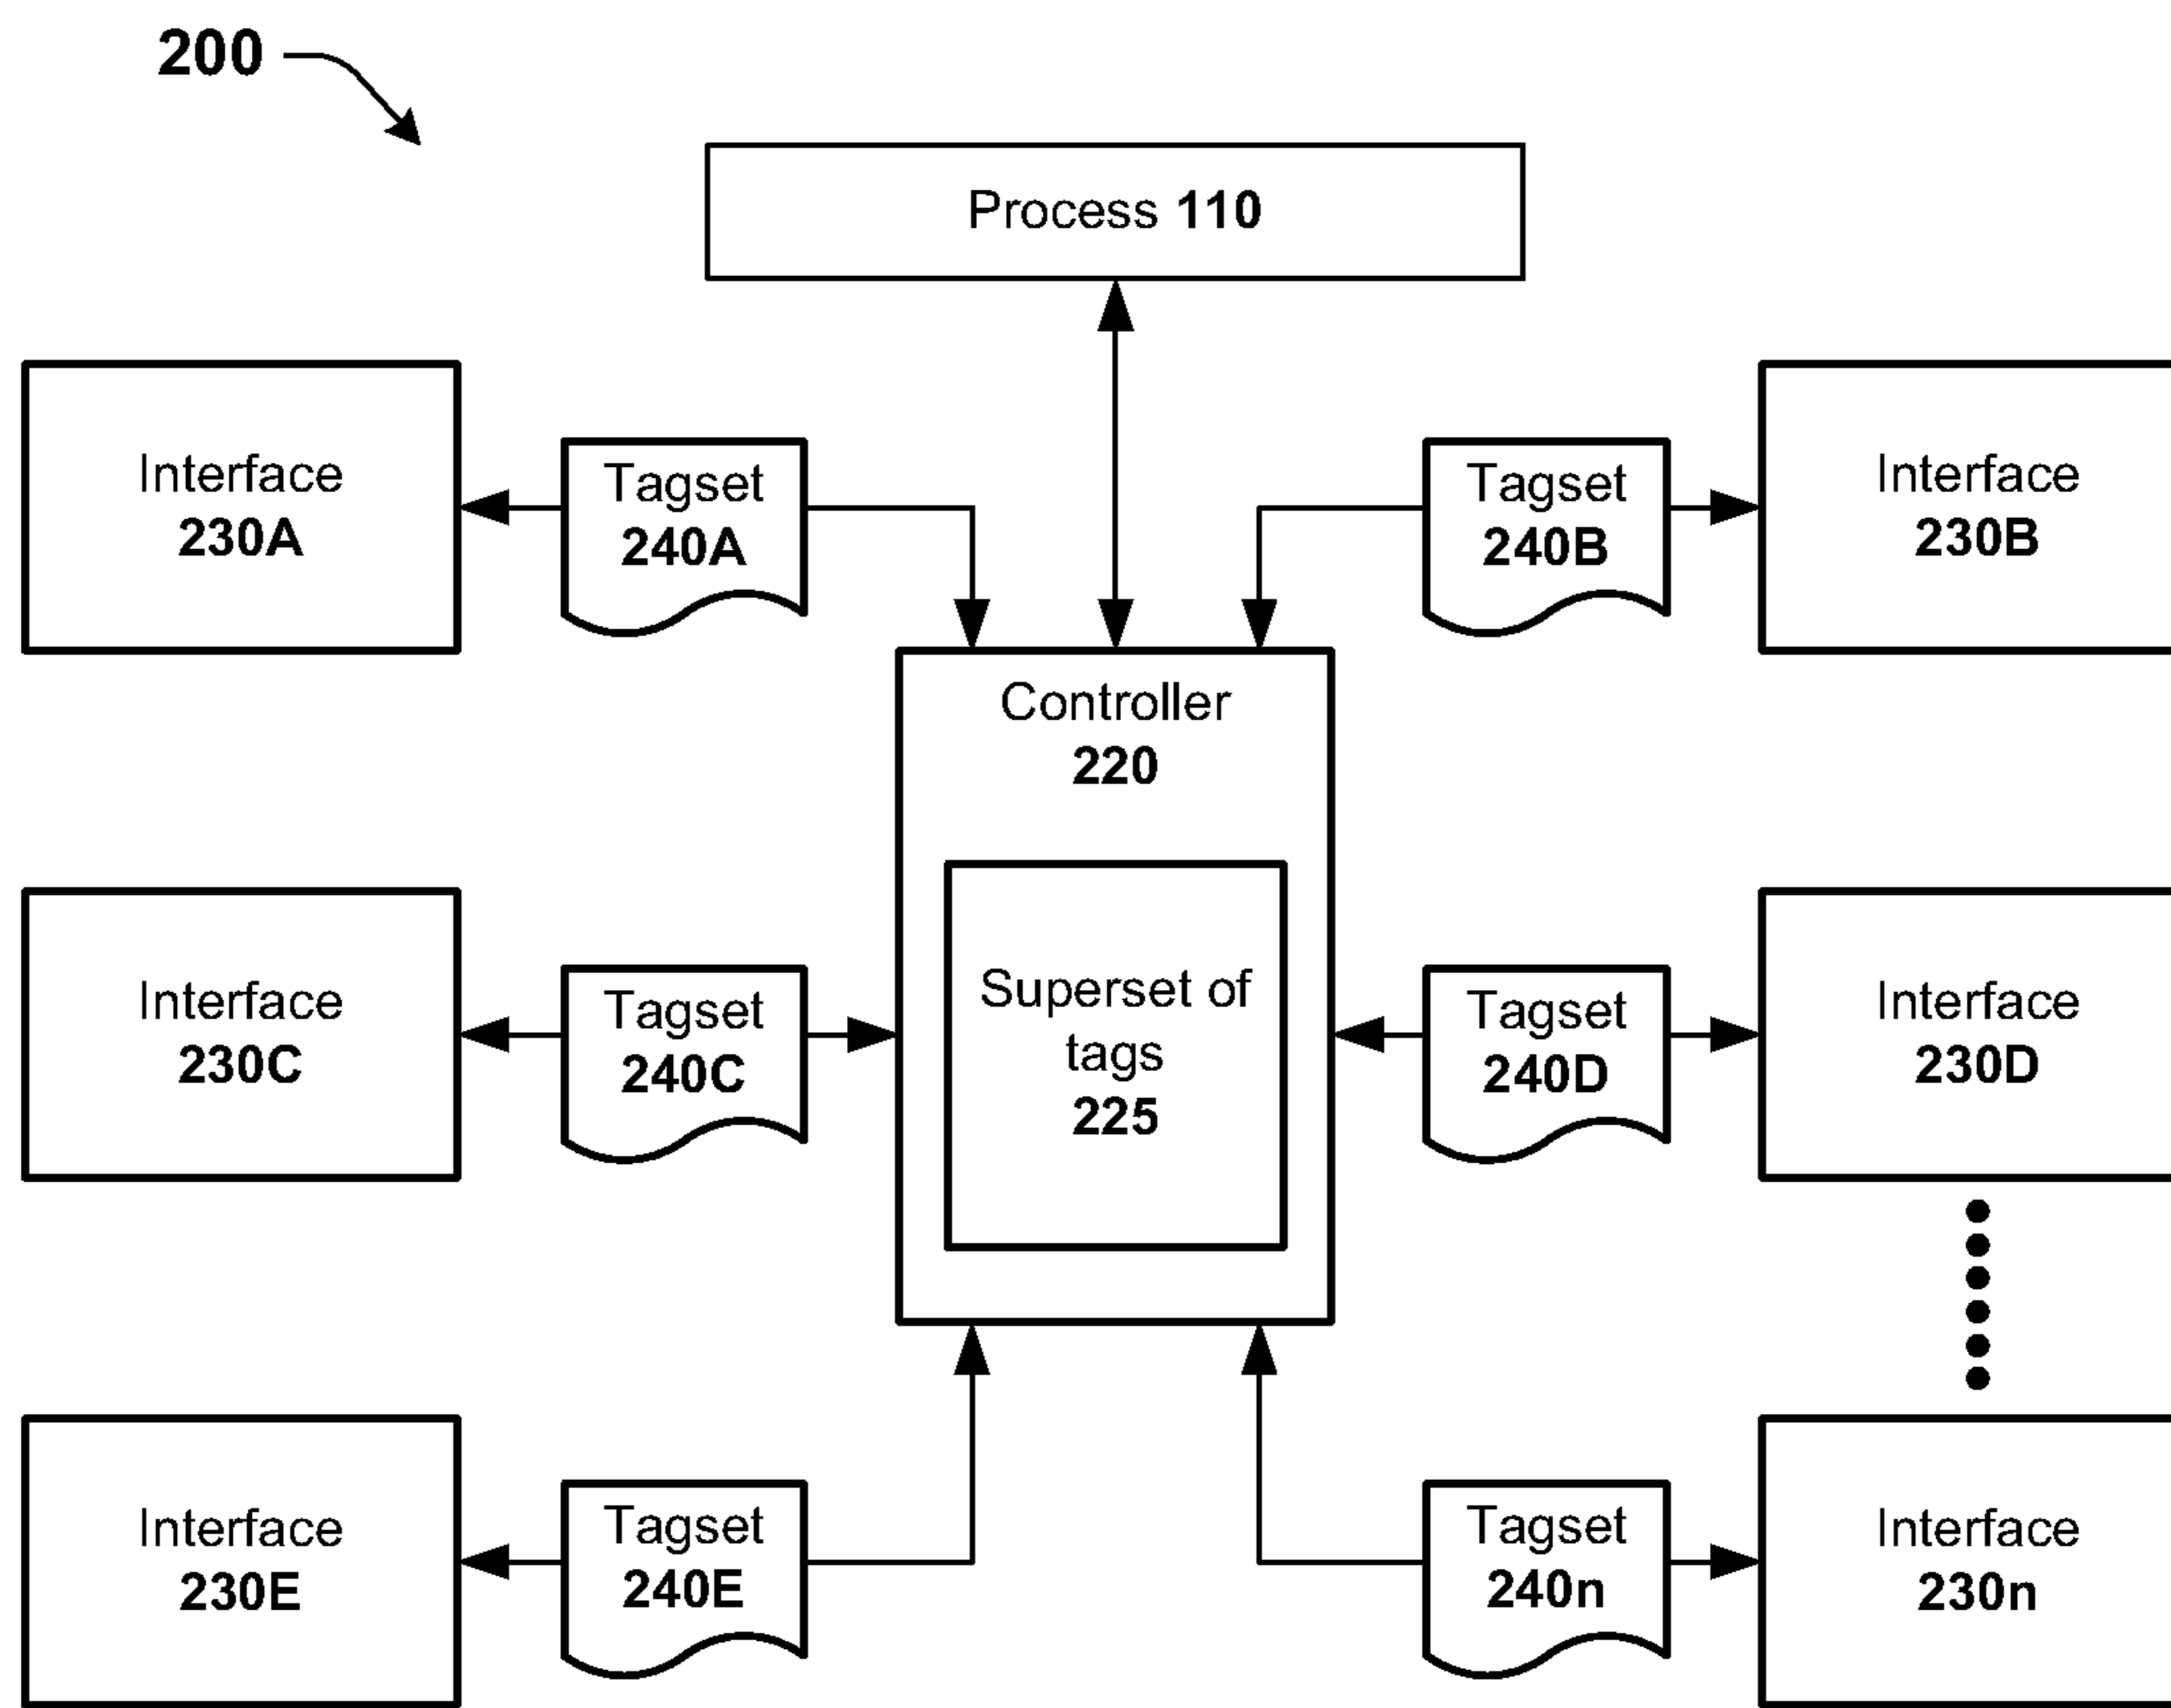 200
Process 110
Interface
230A
Tagset
240A
Tagset
240B
Interface
230B
Controller
220
Interface
230C
Tagset
240C
Superset of
tags
225
Tagset
240D
Interface
230D
Interface
230E
Tagset
240E
Tagset
240n
Interface
230n